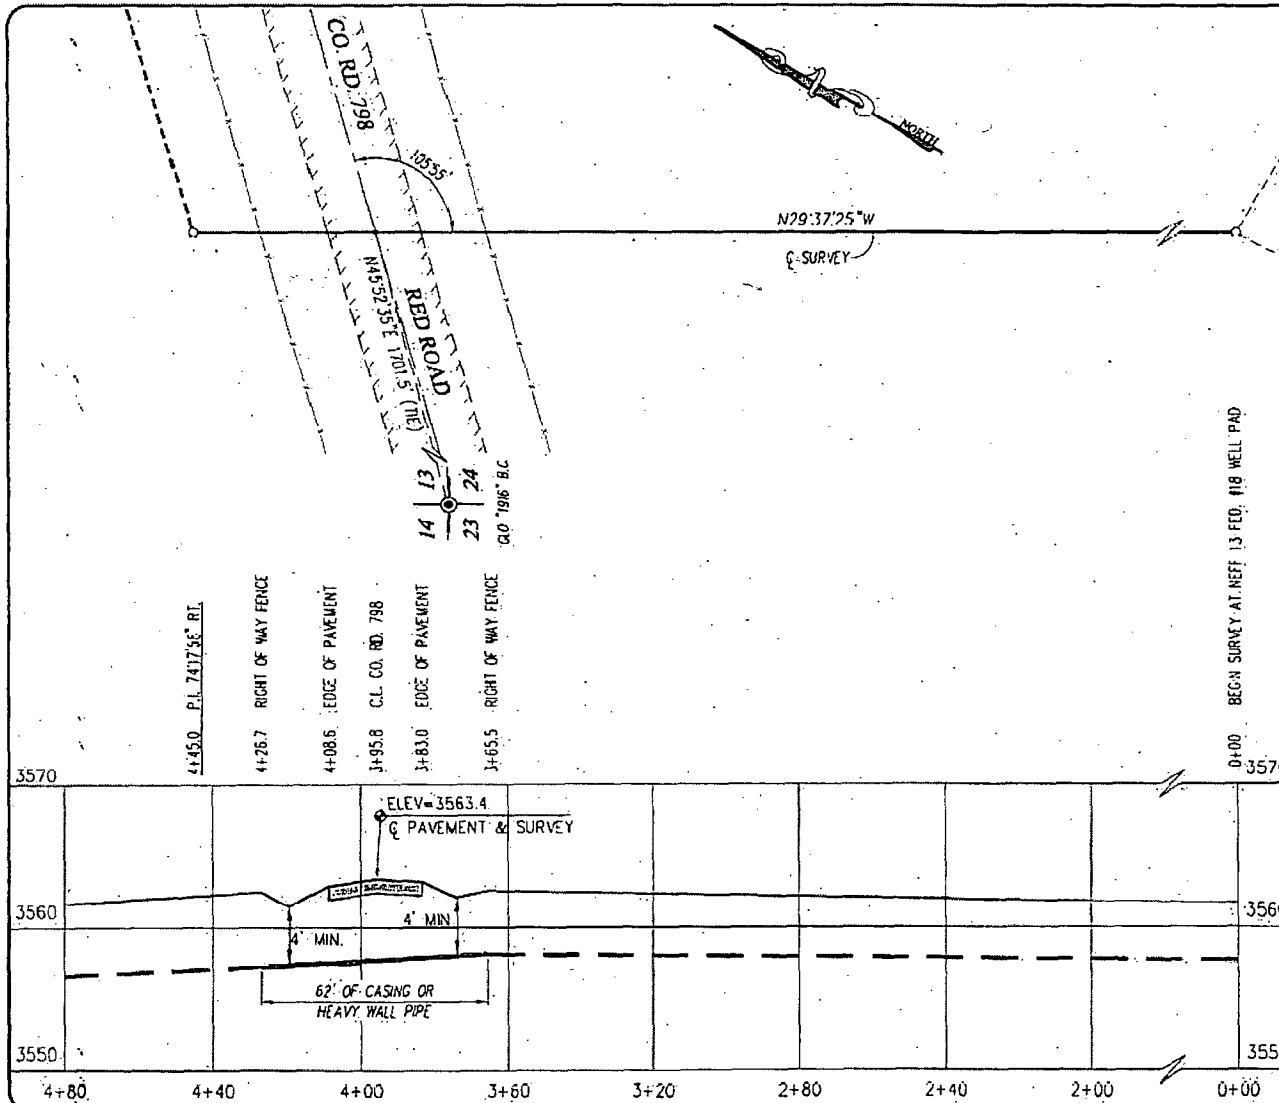 CO. RD. 798
105°55'
NORTH
N29°37'25"W
℄ SURVEY
N45°52'35"E 1701.5' (TIE)
RED ROAD
13
24
14
23
GLO "1916" B.C.
4+45.0 P.I. 74°17'56" RT.
4+26.7 RIGHT OF WAY FENCE
4+08.6 EDGE OF PAVEMENT
3+95.8 C.L. CO. RD. 798
3+83.0 EDGE OF PAVEMENT
3+65.5 RIGHT OF WAY FENCE
0+00 BEGIN SURVEY AT NEFF 13 FED. #18 WELL PAD
3570
3570
ELEV=3563.4
℄ PAVEMENT & SURVEY
3560
3560
4' MIN.
4' MIN
62' OF CASING OR
HEAVY WALL PIPE
3550
355
4+80
4+40
4+00
3+60
3+20
2+80
2+40
2+00
0+00